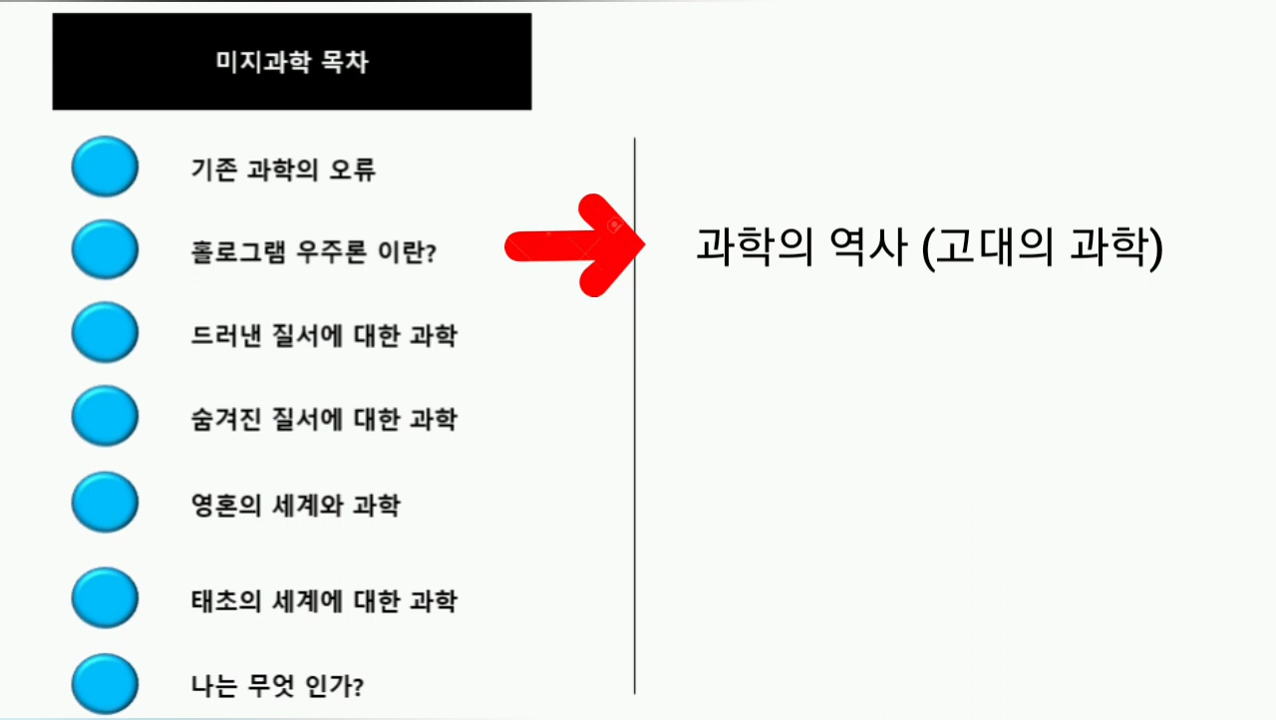 미지과학 목차
기존 과학의 오류
홀로그램 우주론 이란?
드러낸 질서에 대한 과학
숨겨진 질서에 대한 과학
영혼의 세계와 과학
태초의 세계에 대한 과학
나는 무엇 인가?
과학의 역사 (고대의 과학)